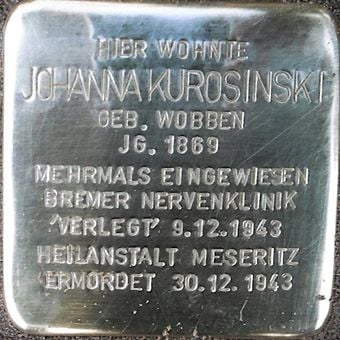 HIER WOHNTE
JOHANNA KUROSINSKI
GEB. WOBBEN
JG. 1869
MEHRMALS EINGEWIESEN
BREMER NERVENKLINIK
'VERLEGT' 9.12.1943
HEILANSTALT MESERITZ
ERMORDET 30.12.1943